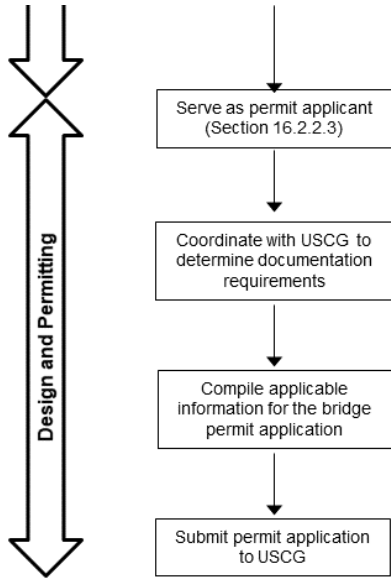 Serve as permit applicant
(Section 16.2.2.3)
Coordinate with USCG to
determine documentation
requirements
Compile applicable
information for the bridge
permit application
Submit permit application
to USCG
Design and Permitting